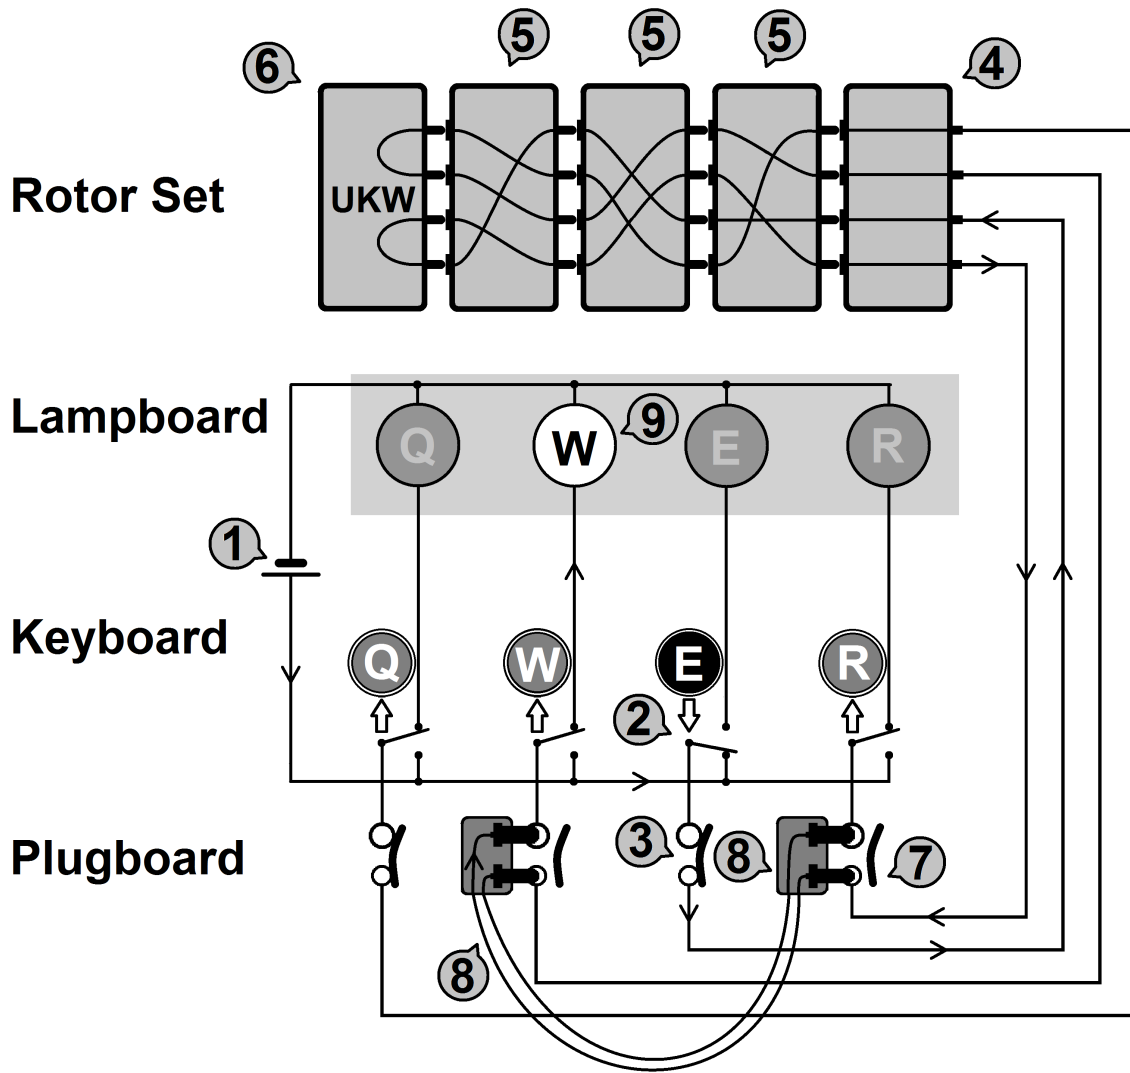 5 5 5
6 4
Rotor Set
UKW
Lampboard
Q W 9 E R
1
Keyboard
Q W E R
2
Plugboard
3 8 7
8